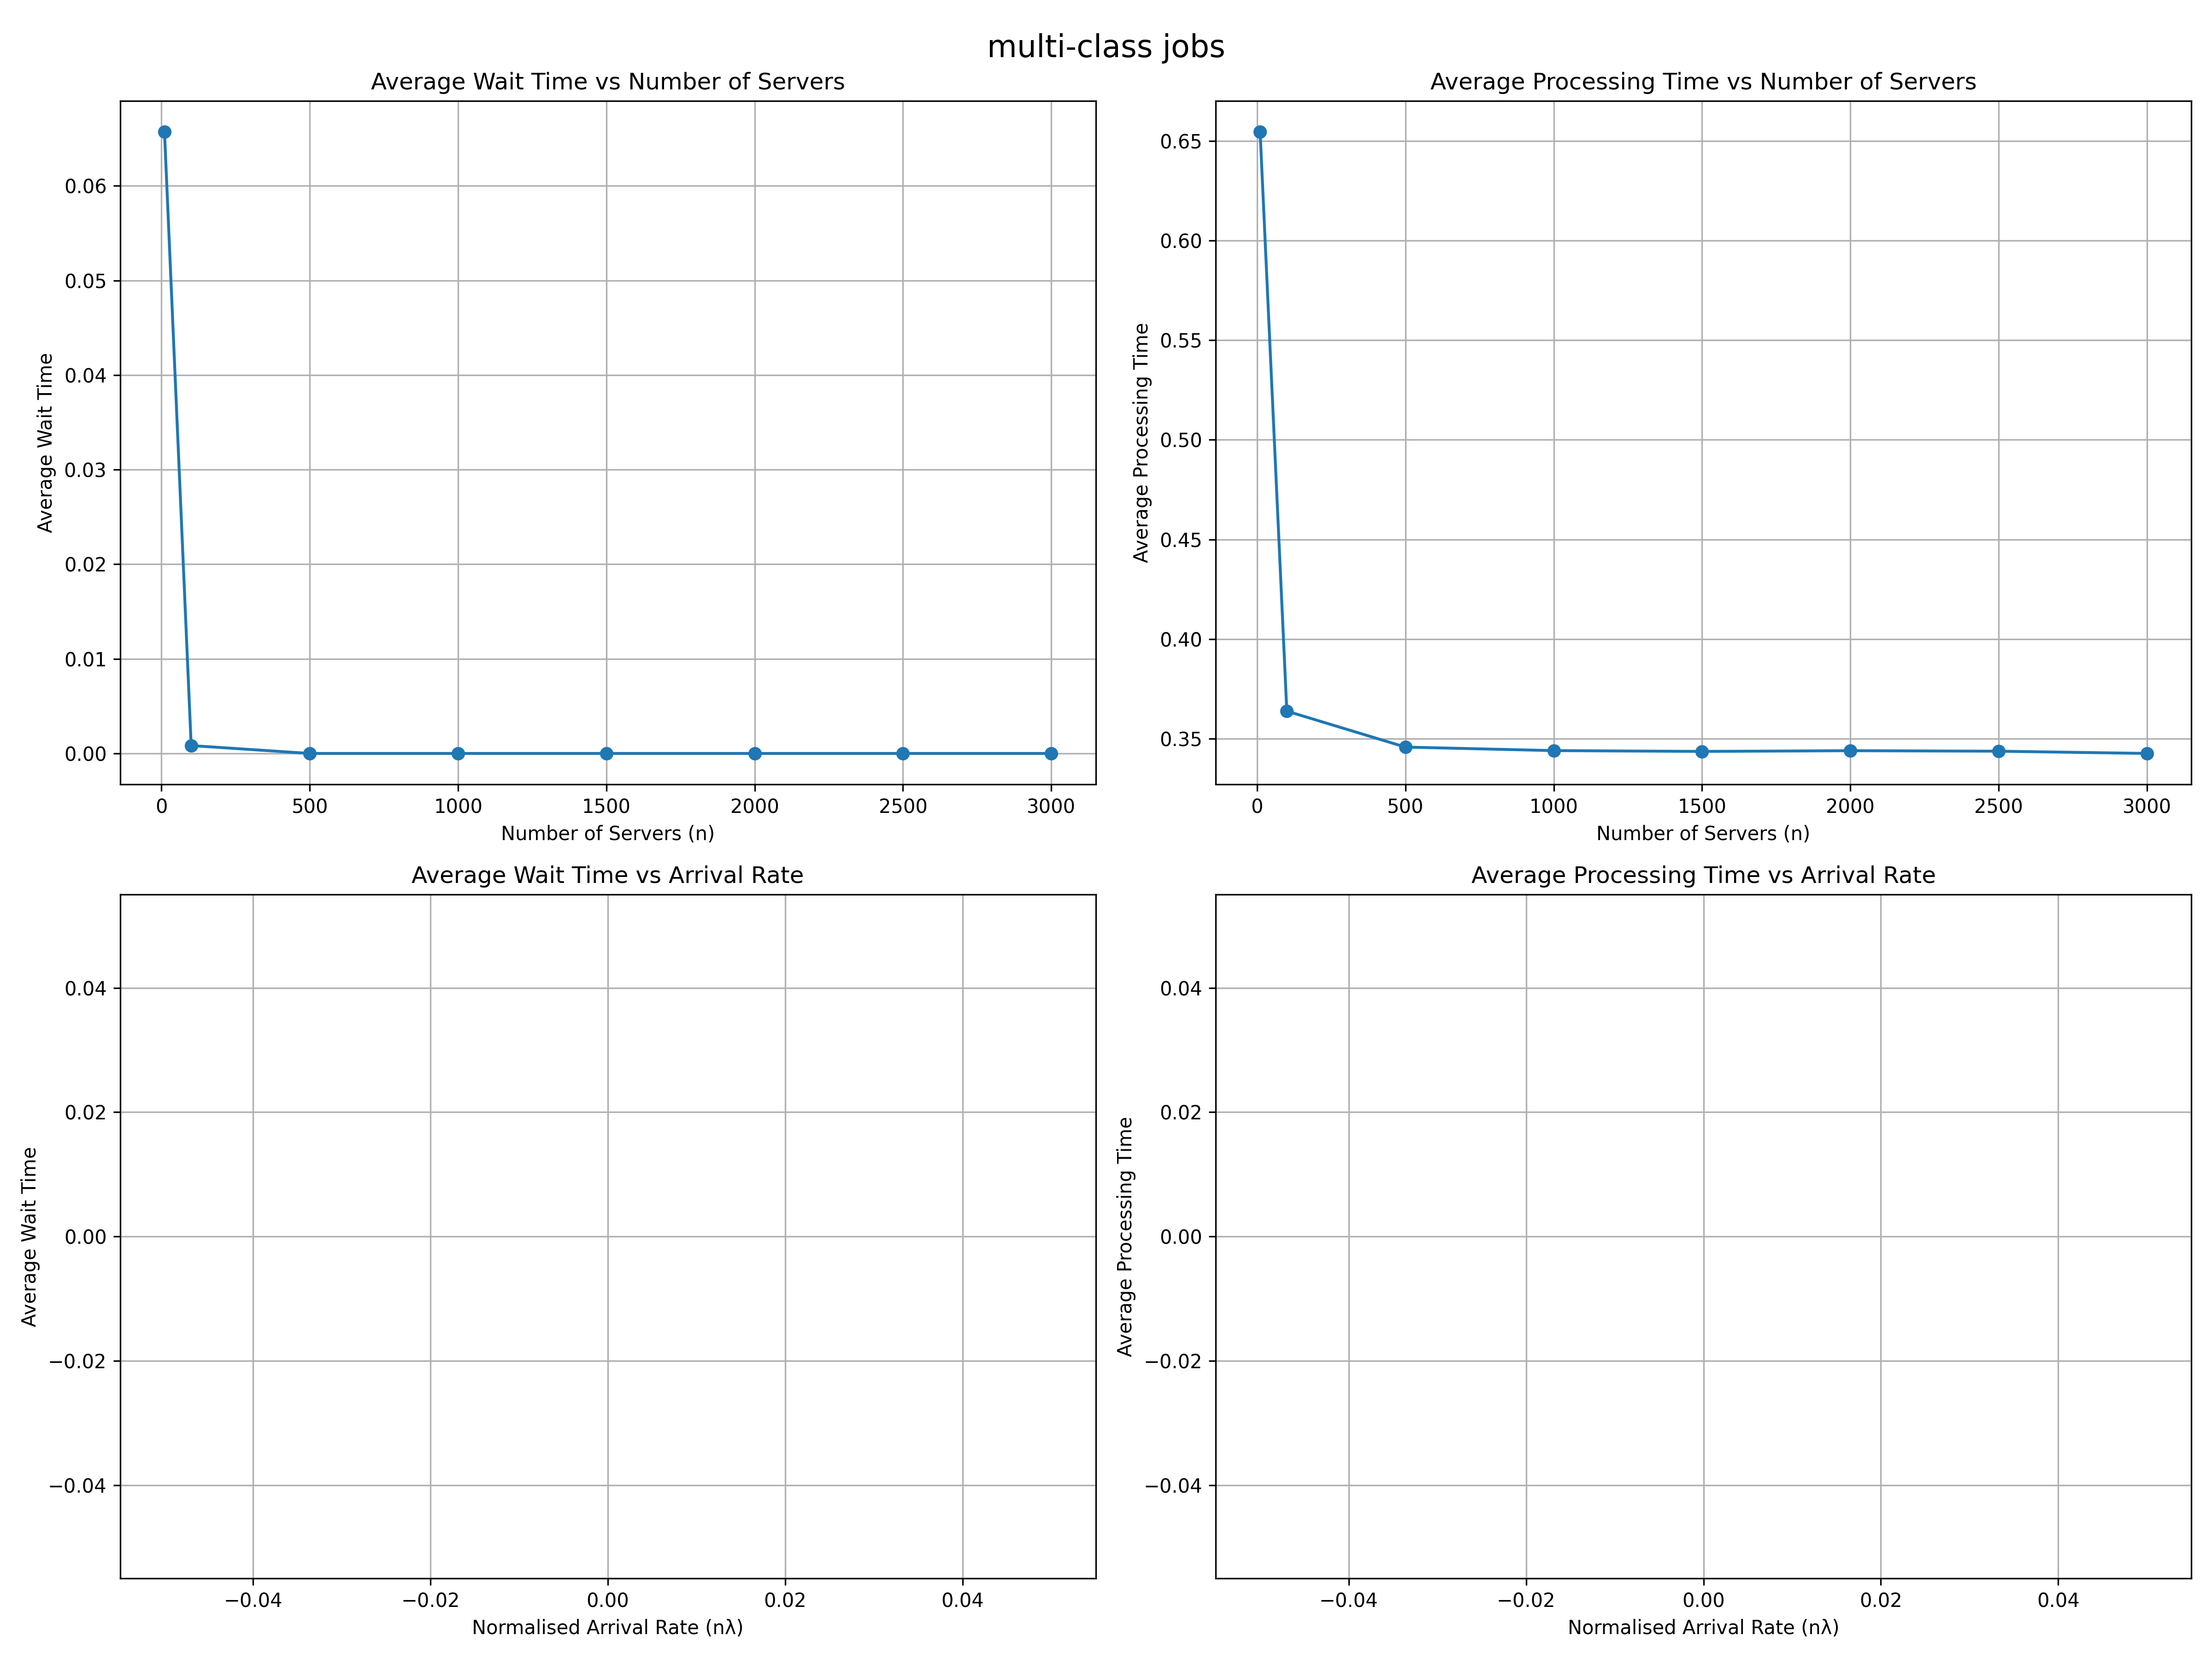 multi-class jobs
Average Wait Time vs Number of Servers
Average Wait Time
0.06
0.05
0.04
0.03
0.02
0.01
0.00
0 500 1000 1500 2000 2500 3000
Number of Servers (n)
Average Processing Time vs Number of Servers
Average Processing Time
0.65
0.60
0.55
0.50
0.45
0.40
0.35
0 500 1000 1500 2000 2500 3000
Number of Servers (n)
Average Wait Time vs Arrival Rate
Average Wait Time
0.04
0.02
0.00
−0.02
−0.04
−0.04 −0.02 0.00 0.02 0.04
Normalised Arrival Rate (nλ)
Average Processing Time vs Arrival Rate
Average Processing Time
0.04
0.02
0.00
−0.02
−0.04
−0.04 −0.02 0.00 0.02 0.04
Normalised Arrival Rate (nλ)